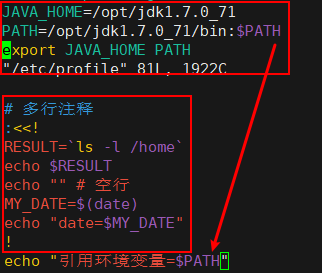 JAVA_HOME=/opt/jdk1.7.0_71
PATH=/opt/jdk1.7.0_71/bin:$PATH
export JAVA_HOME PATH
"/etc/profile" 81L, 1922C
# 多行注释
:<<!
RESULT=`ls -l /home`
echo $RESULT
echo "" # 空行
MY_DATE=$(date)
echo "date=$MY_DATE"
!
echo "引用环境变量=$PATH"